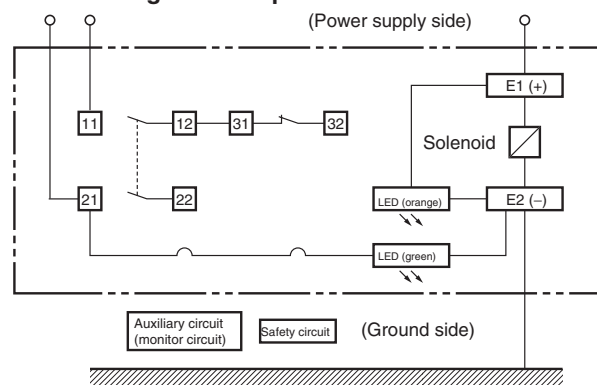 (Power supply side)
E1 (+)
11
12
31
32
Solenoid
21
22
LED (orange)
E2 (–)
LED (green)
Auxiliary circuit
(monitor circuit)
Safety circuit
(Ground side)